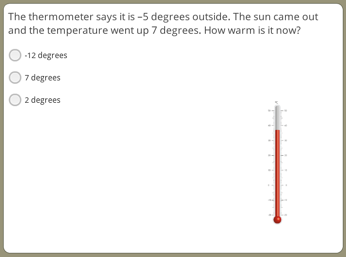 The thermometer says it is –5 degrees outside. The sun came out
and the temperature went up 7 degrees. How warm is it now?
-12 degrees
7 degrees
2 degrees